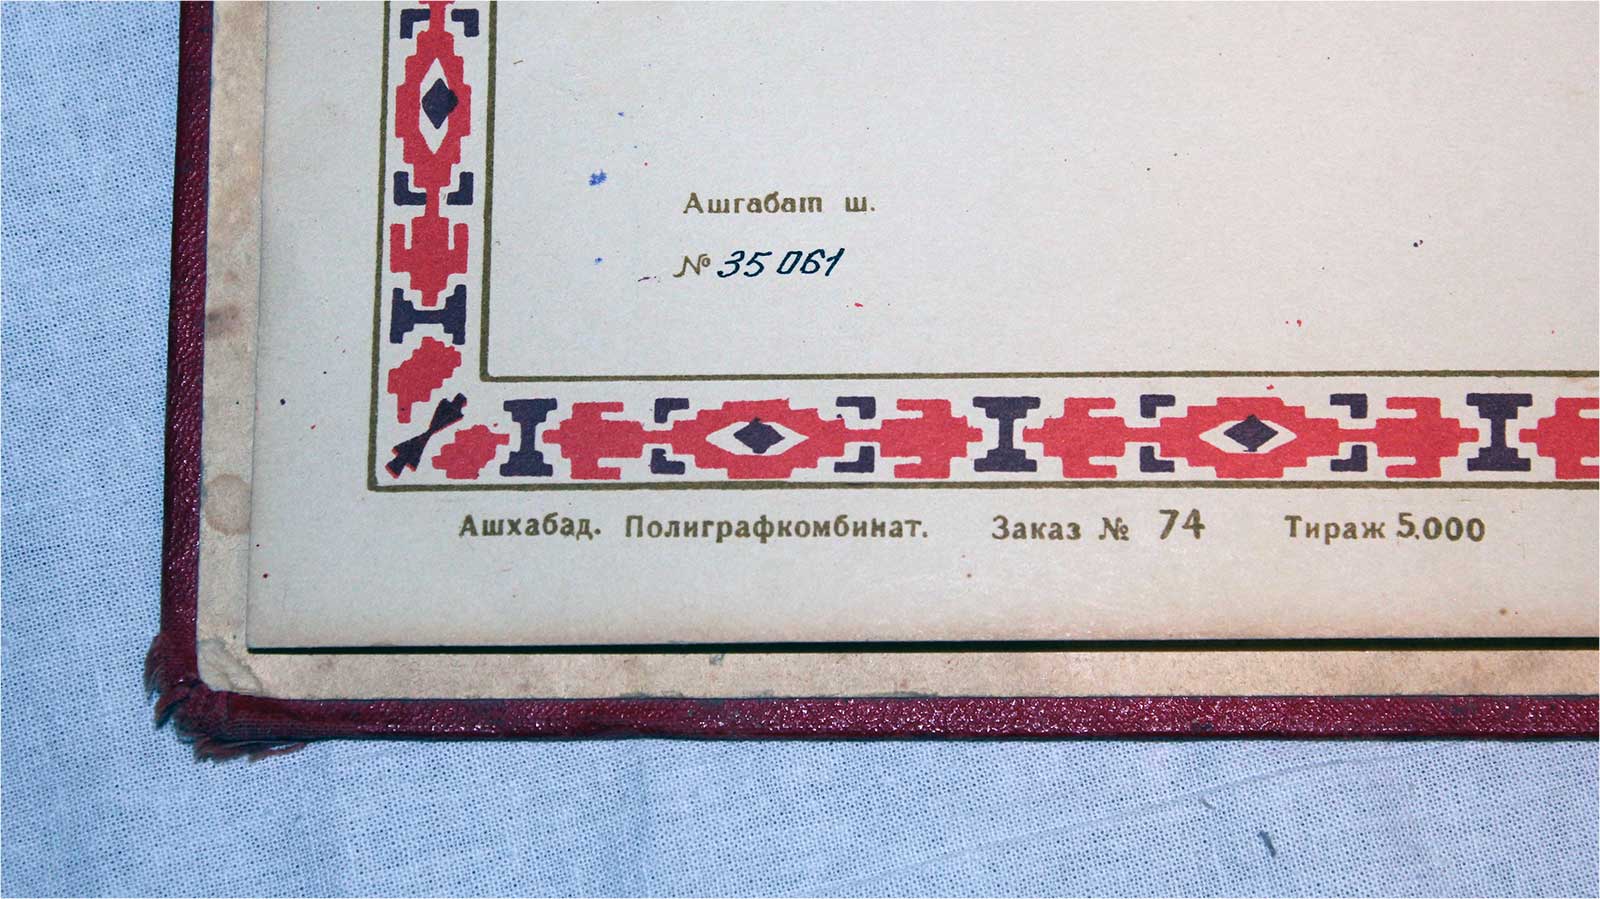 Ашгабат ш.
№ 35061
Ашхабад. Полиграфкомбинат. Заказ № 74 Тираж 5.000